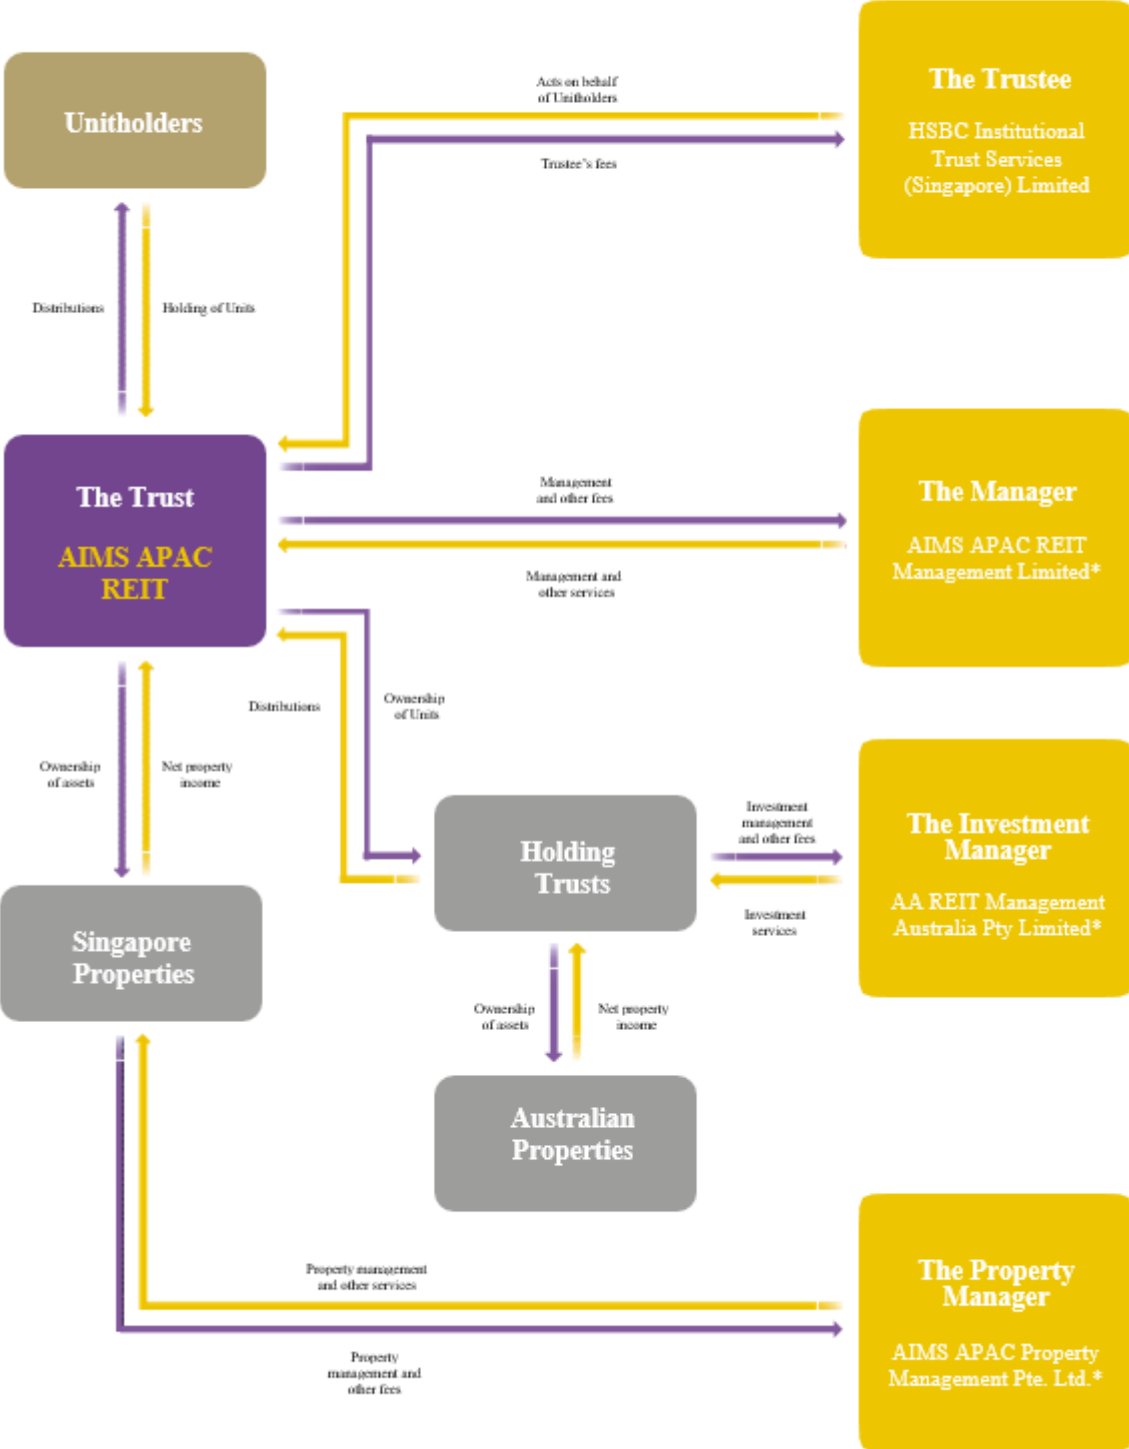 Unitholders
Acts on behalf
of Unitholders
Trustee's fees
The Trustee
HSBC Institutional
Trust Services
(Singapore) Limited
Distributions
Holding of Units
The Trust
AIMS APAC
REIT
Management
and other fees
Management and
other services
The Manager
AIMS APAC REIT
Management Limited*
Distributions
Ownership
of Units
Ownership
of assets
Net property
income
Holding
Trusts
Investment
management
and other fees
Investment
services
The Investment
Manager
AA REIT Management
Australia Pty Limited*
Singapore
Properties
Ownership
of assets
Net property
income
Australian
Properties
Property management
and other services
Property
management and
other fees
The Property
Manager
AIMS APAC Property
Management Pte. Ltd.*